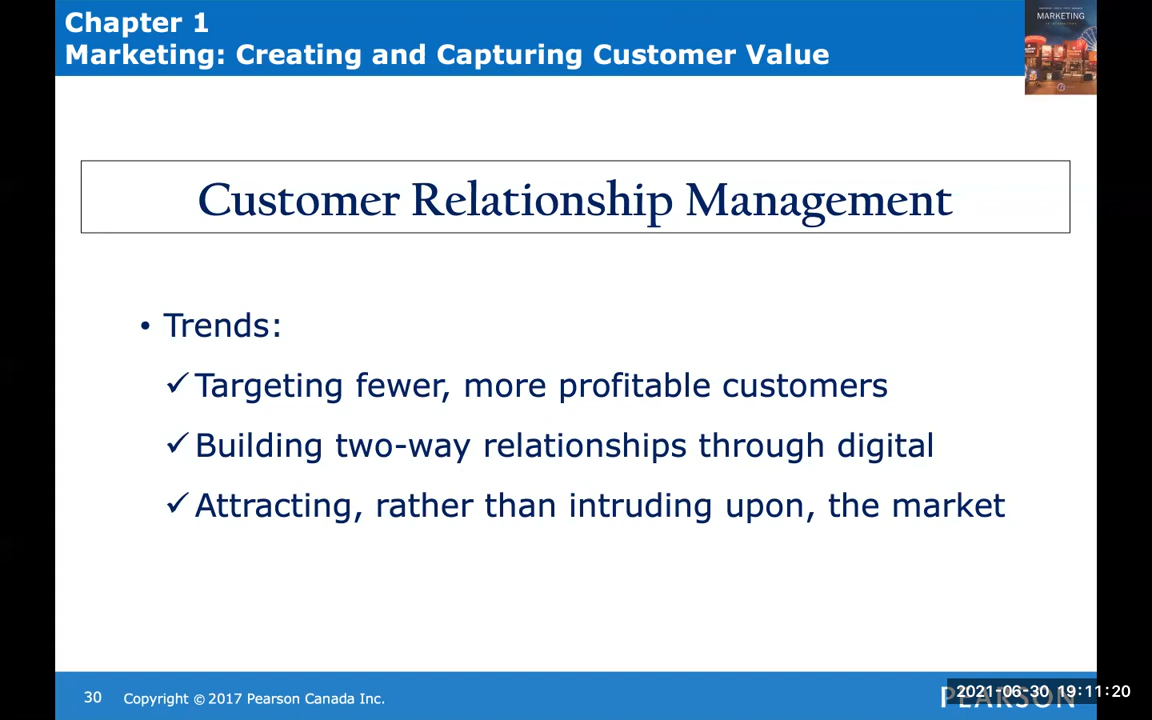 Chapter 1
Marketing: Creating and Capturing Customer Value
MARKETING
Customer Relationship Management
• Trends:
✓Targeting fewer, more profitable customers
✓Building two-way relationships through digital
✓Attracting, rather than intruding upon, the market
30 Copyright © 2017 Pearson Canada Inc.
PEARSON
2021-06-30 19:11:20